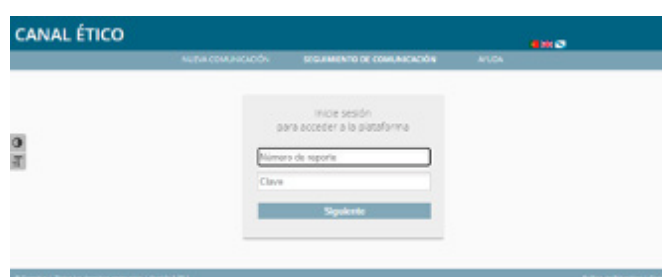 CANAL ÉTICO
NUEVA COMUNICACIÓN SEGUIMIENTO DE COMUNICACIÓN AYUDA
Inicie sesión
para acceder a la plataforma
Número de reporte
Clave
Siguiente